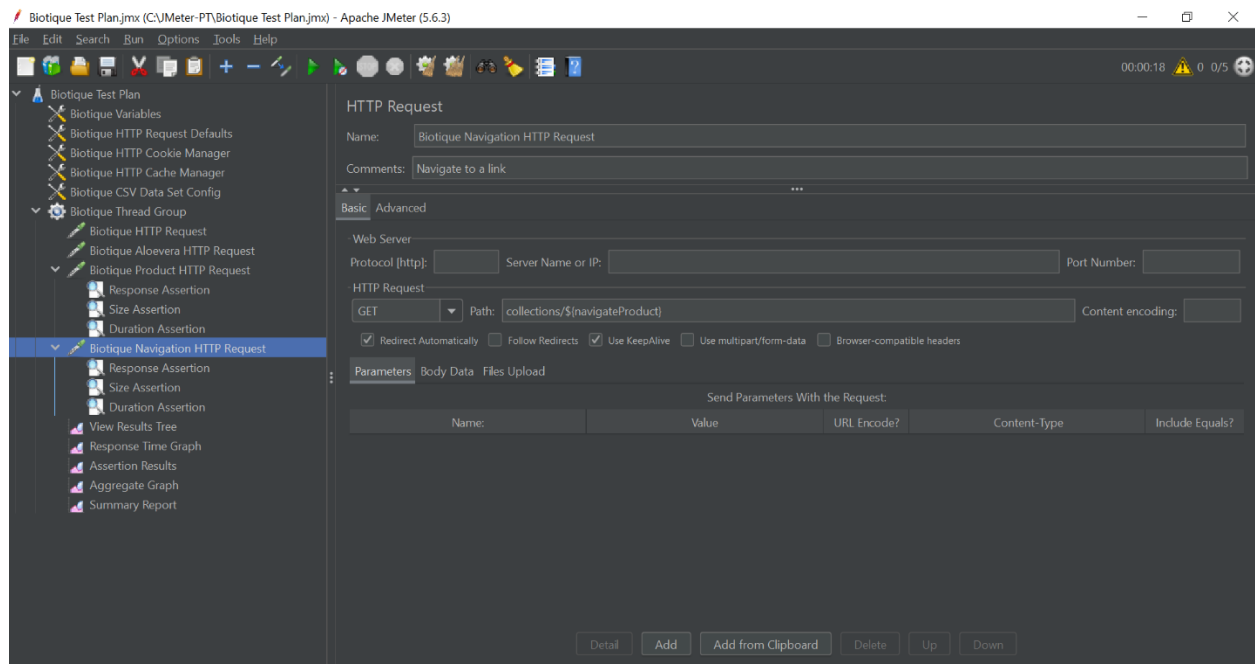 Biotique Test Plan.jmx (C:\JMeter-PT\Biotique Test Plan.jmx) - Apache JMeter (5.6.3)
File Edit Search Run Options Tools Help
00:00:18 0 0/5
Biotique Test Plan
Biotique Variables
Biotique HTTP Request Defaults
Biotique HTTP Cookie Manager
Biotique HTTP Cache Manager
Biotique CSV Data Set Config
Biotique Thread Group
Biotique HTTP Request
Biotique Aloevera HTTP Request
Biotique Product HTTP Request
Response Assertion
Size Assertion
Duration Assertion
Biotique Navigation HTTP Request
Response Assertion
Size Assertion
Duration Assertion
View Results Tree
Response Time Graph
Assertion Results
Aggregate Graph
Summary Report
HTTP Request
Name: Biotique Navigation HTTP Request
Comments: Navigate to a link
Basic Advanced
Web Server
Protocol [http]: Server Name or IP: Port Number:
HTTP Request
GET Path: collections/${navigateProduct} Content encoding:
Redirect Automatically Follow Redirects Use KeepAlive Use multipart/form-data Browser-compatible headers
Parameters Body Data Files Upload
Send Parameters With the Request:
Name: Value URL Encode? Content-Type Include Equals?
Detail Add Add from Clipboard Delete Up Down